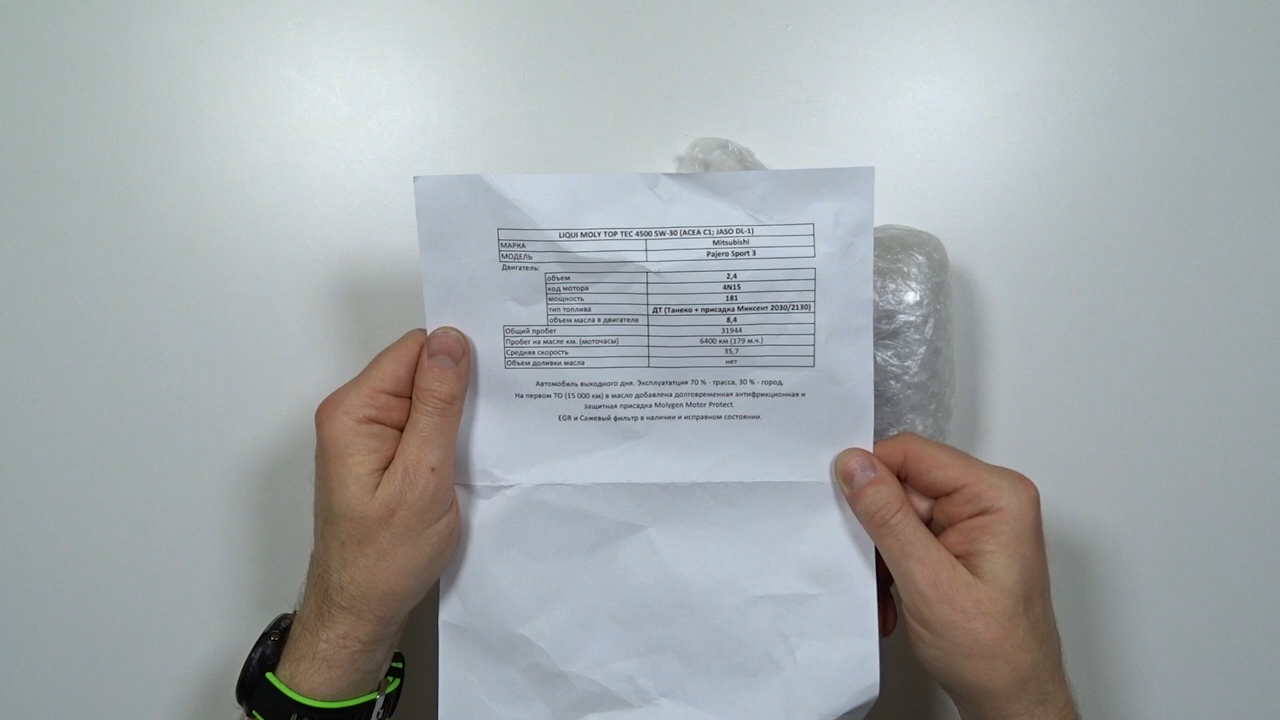 LIQUI MOLY TOP TEC 4500 5W-30 (ACEA C1; JASO DL-1)
МАРКА Mitsubishi
МОДЕЛЬ Pajero Sport 3
Двигатель:
объем 2,4
код мотора 4N15
мощность 181
тип топлива ДТ (Танеко + присадка Миксент 2030/2130)
объем масла в двигателе 8,4
Общий пробег 31944
Пробег на масле км. (моточасы) 6400 км (179 м.ч.)
Средняя скорость 35,7
Объем доливки масла нет
Автомобиль выходного дня. Эксплуататция 70 % - трасса, 30 % - город.
На первом ТО (15 000 км) в масло добавлена долговременная антифрикционная и
защитная присадка Molygen Motor Protect.
EGR и Сажевый фильтр в наличии и исправном состоянии.